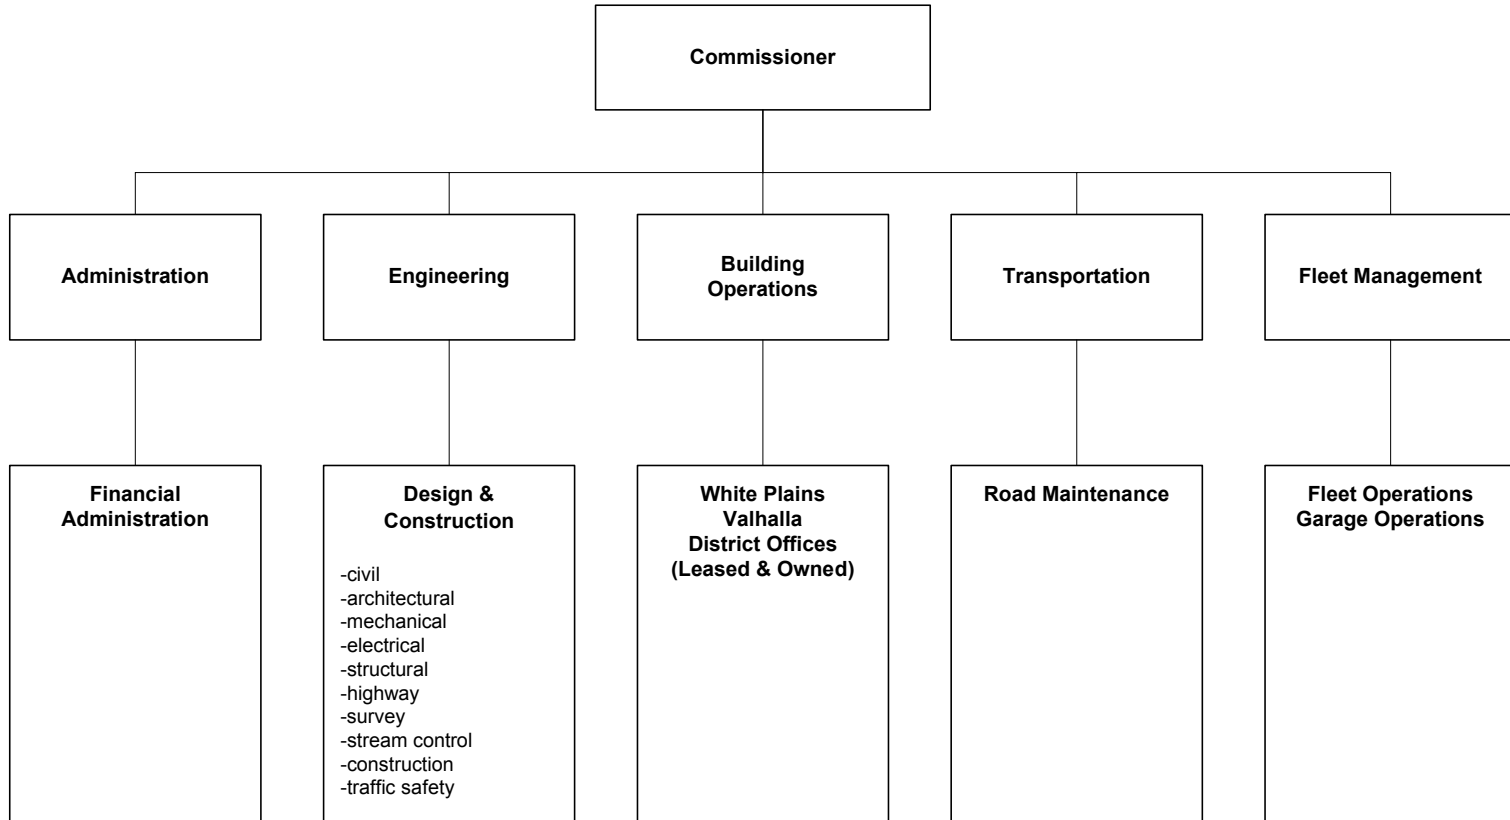 Commissioner
Administration
Engineering
Building
Operations
Transportation
Fleet Management
Financial
Administration
Design &
Construction
-civil
-architectural
-mechanical
-electrical
-structural
-highway
-survey
-stream control
-construction
-traffic safety
White Plains
Valhalla
District Offices
(Leased & Owned)
Road Maintenance
Fleet Operations
Garage Operations